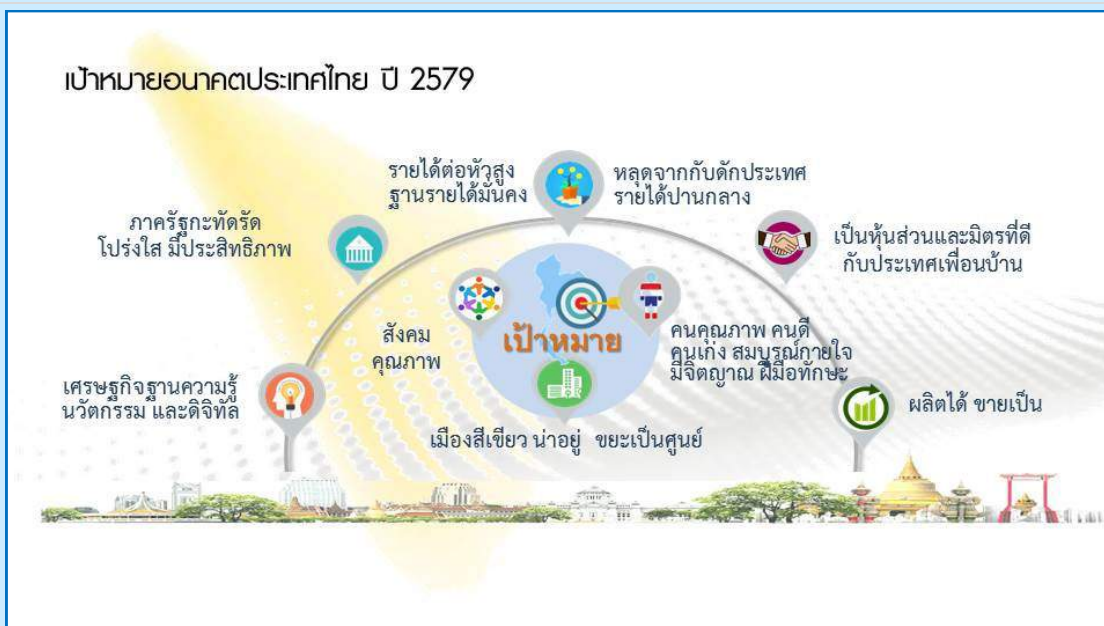 เป้าหมายอนาคตประเทศไทย ปี 2579
รายได้ต่อหัวสูง
ฐานรายได้มั่นคง
หลุดจากกับดักประเทศ
รายได้ปานกลาง
ภาครัฐกะทัดรัด
โปร่งใส มีประสิทธิภาพ
เป็นหุ้นส่วนและมิตรที่ดี
กับประเทศเพื่อนบ้าน
สังคม
คุณภาพ
เป้าหมาย
คนคุณภาพ คนดี
คนเก่ง สมบูรณ์กายใจ
มีจิตญาณ ฝีมือทักษะ
เศรษฐกิจฐานความรู้
นวัตกรรม และดิจิทัล
ผลิตได้ ขายเป็น
เมืองสีเขียว น่าอยู่ ขยะเป็นศูนย์